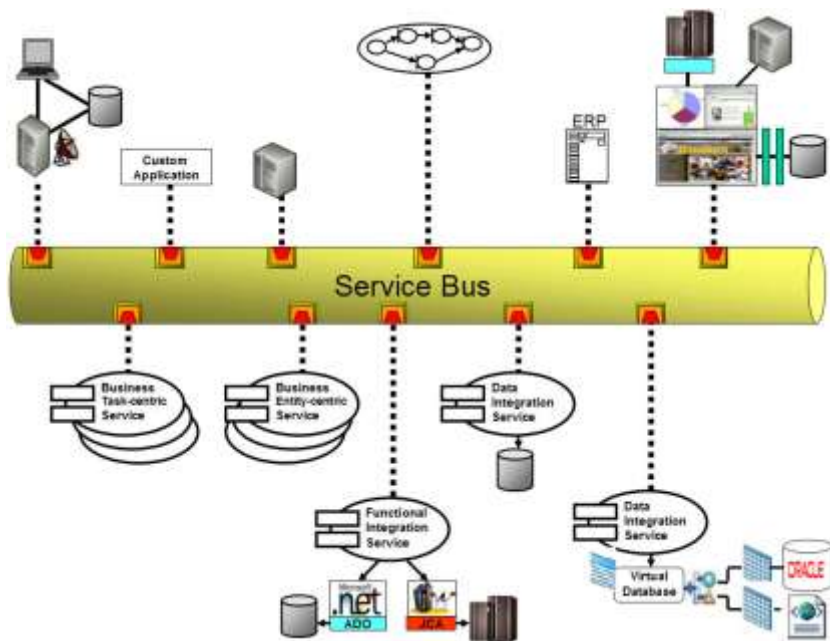 ERP
Custom
Application
Service Bus
Business
Task-centric
Service
Business
Entity-centric
Service
Data
Integration
Service
Functional
Integration
Service
Data
Integration
Service
Microsoft
.net
ADO
JCA
Virtual
Database
ORACLE